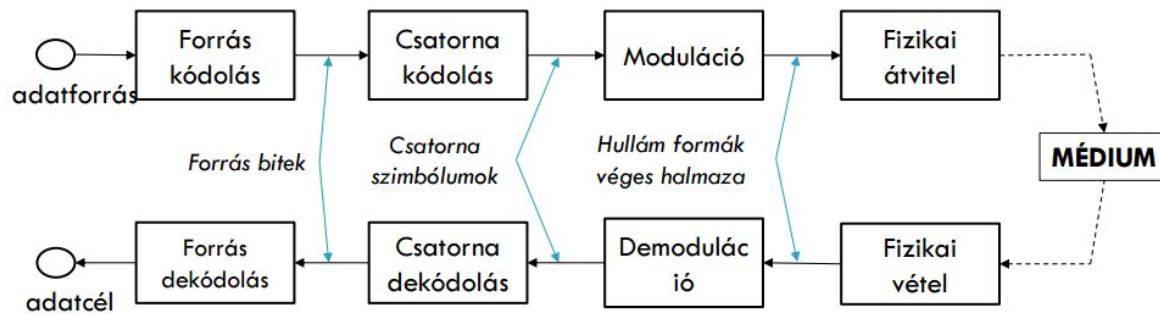 Forrás
kódolás
Csatorna
kódolás
Moduláció
Fizikai
átvitel
adatforrás
Forrás bitek
Csatorna
szimbólumok
Hullám formák
véges halmaza
MÉDIUM
Forrás
dekódolás
Csatorna
dekódolás
Demodulác
ió
Fizikai
vétel
adatcél